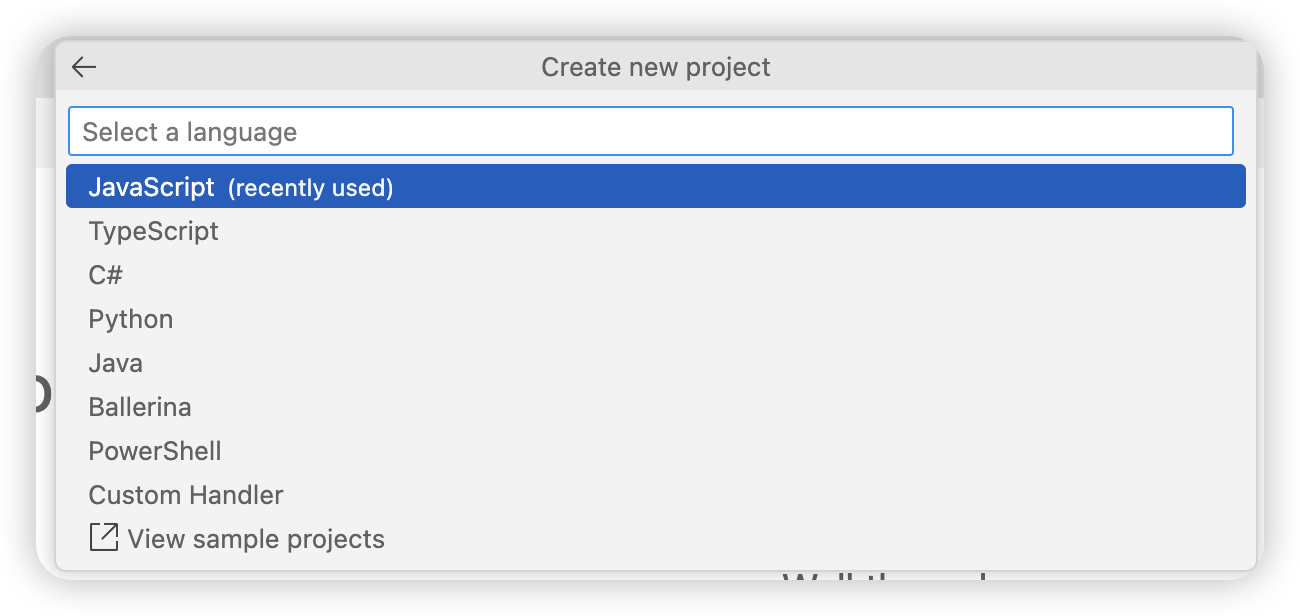 Create new project
Select a language
JavaScript (recently used)
TypeScript
C#
Python
Java
Ballerina
PowerShell
Custom Handler
View sample projects